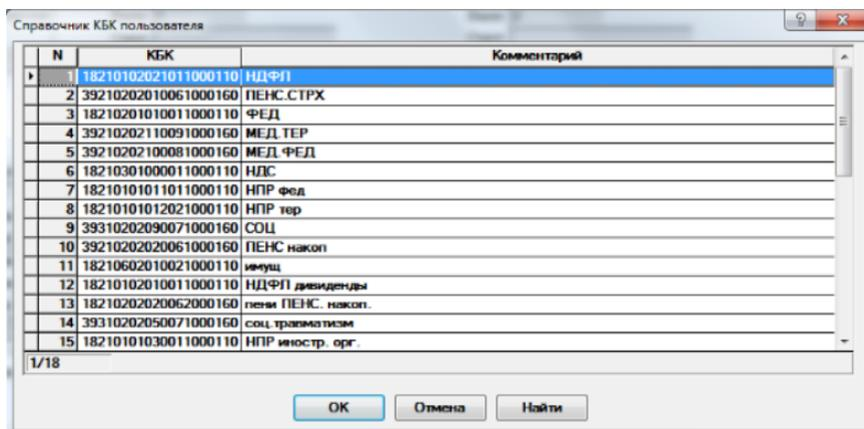 Справочник КБК пользователя
N КБК Комментарий
1 18210102021011000110 НДФЛ
2 39210202010061000160 ПЕНС.СТРХ
3 18210201010011000110 ФЕД
4 39210202110091000160 МЕД.ТЕР
5 39210202100081000160 МЕД.ФЕД
6 18210301000011000110 НДС
7 18210101011011000110 НПР фед
8 18210101012021000110 НПР тер
9 39310202090071000160 СОЦ
10 39210202020061000160 ПЕНС накоп
11 18210602010021000110 имущ
12 18210102010011000110 НДФЛ дивиденды
13 18210202020062000160 пени ПЕНС. накоп.
14 39310202050071000160 соц.травматизм
15 18210101030011000110 НПР иностр. орг.
1/18
ОК Отмена Найти